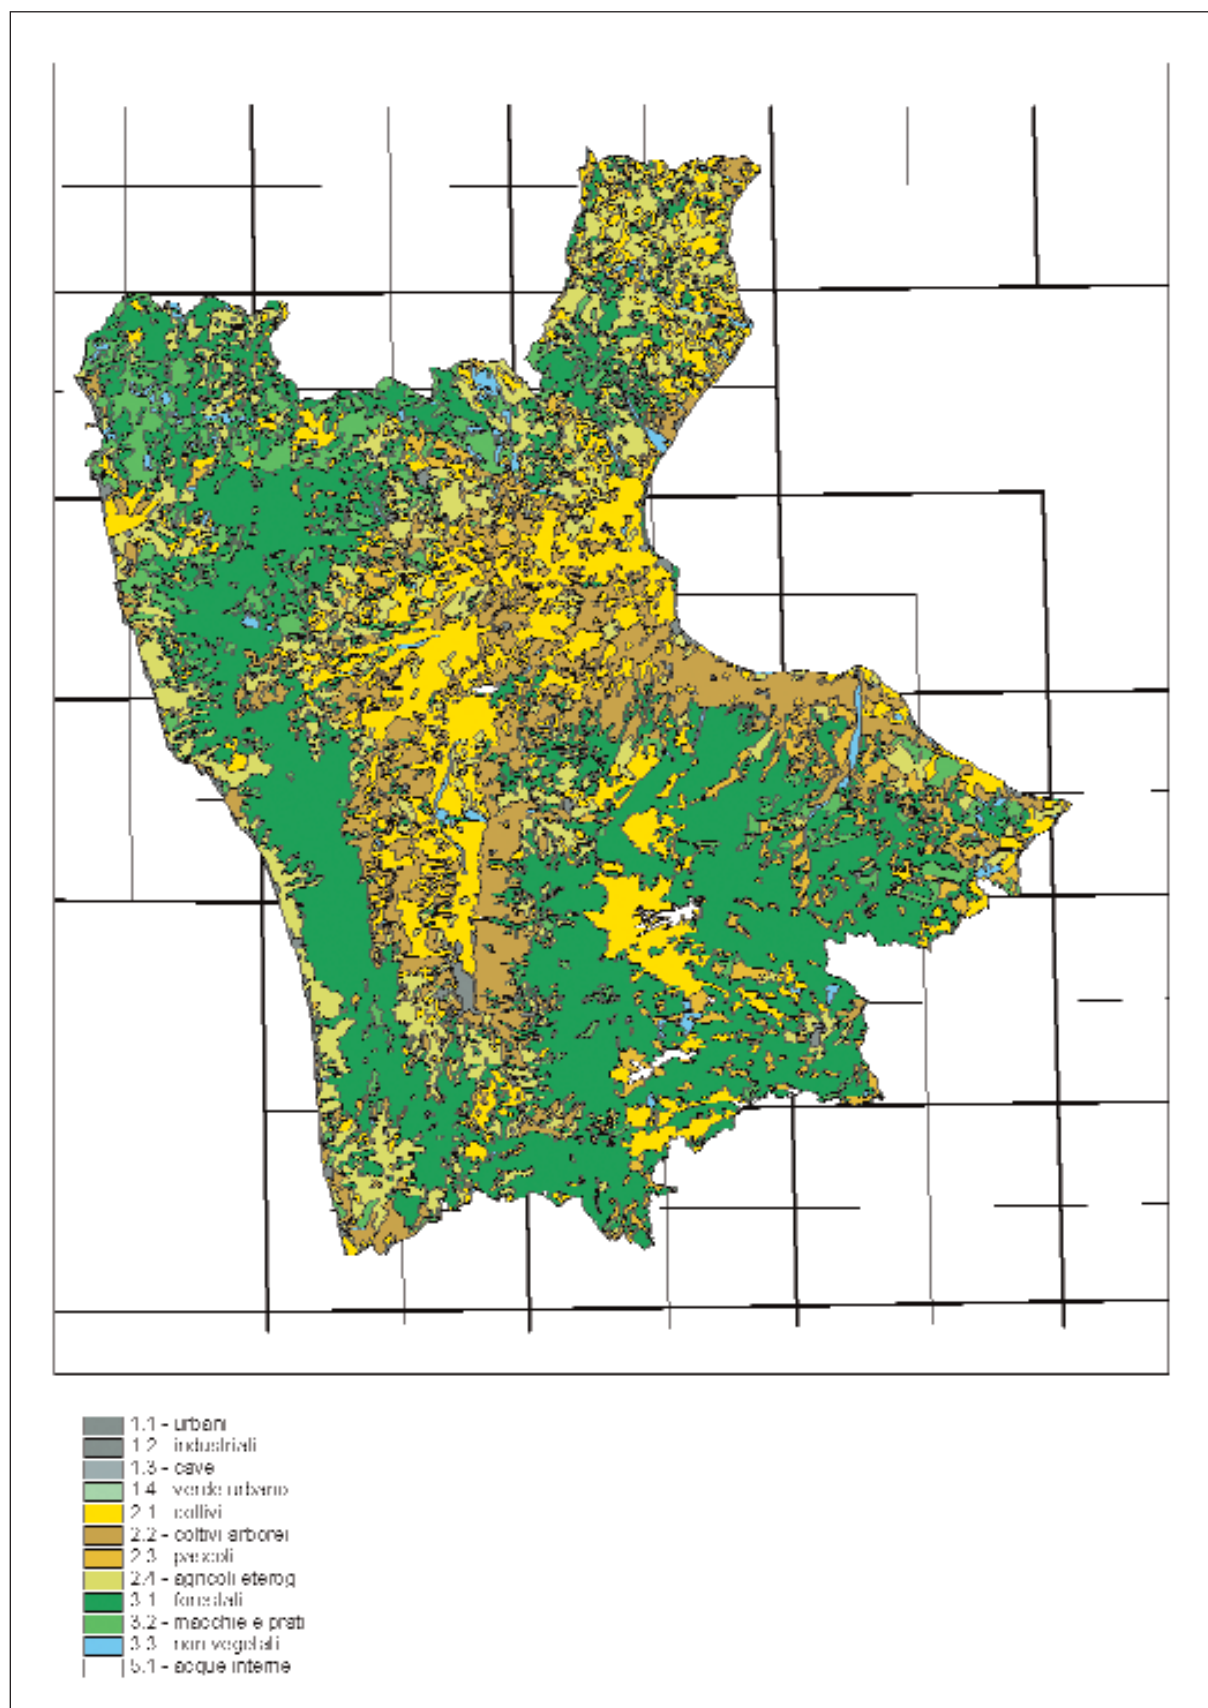 1.1 - urbani
1.2 - industriali
1.3 - cave
1.4 - verde urbano
2.1 - coltivi
2.2 - coltivi arborei
2.3 - pascoli
2.4 - agricoli eterog
3.1 - forestali
3.2 - macchie e prati
3.3 - non vegetali
5.1 - acque interne